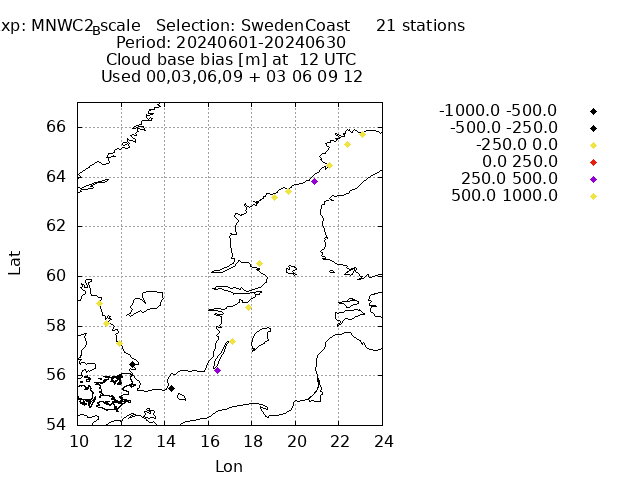 xp: MNWC2Bscale Selection: SwedenCoast 21 stations
Period: 20240601-20240630
Cloud base bias [m] at 12 UTC
Used 00,03,06,09 + 03 06 09 12
-1000.0 -500.0
-500.0 -250.0
-250.0 0.0
0.0 250.0
250.0 500.0
500.0 1000.0
66
64
62
60
58
56
54
Lat
10 12 14 16 18 20 22 24
Lon